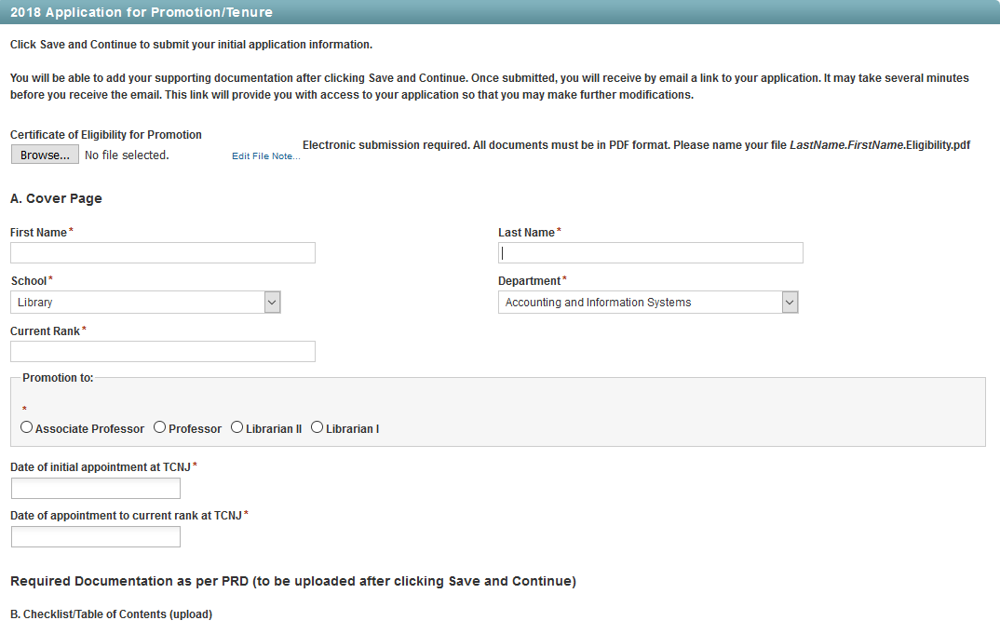 2018 Application for Promotion/Tenure
Click Save and Continue to submit your initial application information.
You will be able to add your supporting documentation after clicking Save and Continue. Once submitted, you will receive by email a link to your application. It may take several minutes
before you receive the email. This link will provide you with access to your application so that you may make further modifications.
Certificate of Eligibility for Promotion
Browse... No file selected. Edit File Note... Electronic submission required. All documents must be in PDF format. Please name your file LastName.FirstName.Eligibility.pdf
A. Cover Page
First Name* Last Name*
School* Department*
Library Accounting and Information Systems
Current Rank*
Promotion to:
*
Associate Professor Professor Librarian II Librarian I
Date of initial appointment at TCNJ*
Date of appointment to current rank at TCNJ*
Required Documentation as per PRD (to be uploaded after clicking Save and Continue)
B. Checklist/Table of Contents (upload)